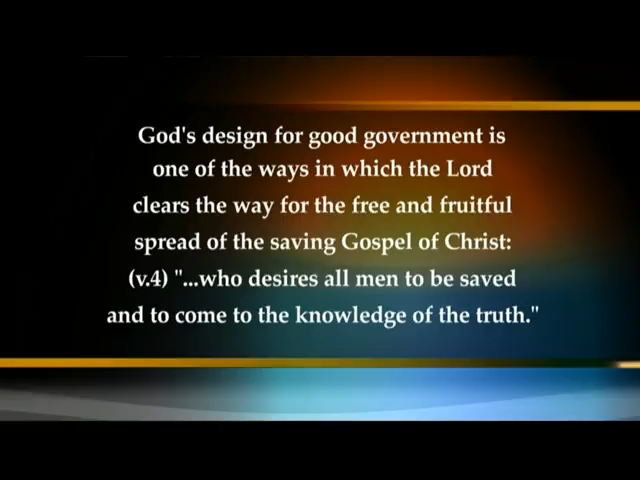 God's design for good government is
one of the ways in which the Lord
clears the way for the free and fruitful
spread of the saving Gospel of Christ:
(v.4) "...who desires all men to be saved
and to come to the knowledge of the truth."